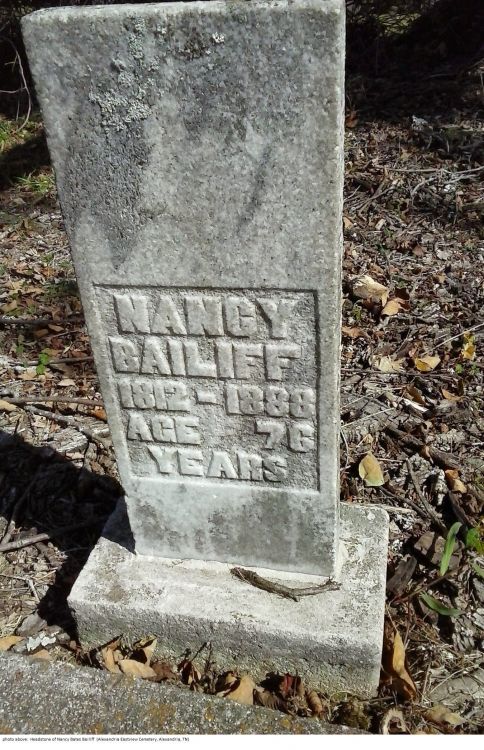 NANCY
BAILIFF
1812-1888
AGE 76
YEARS
photo above: Headstone of Nancy Bates Bailiff (Alexandria Eastview Cemetery, Alexandria, TN)